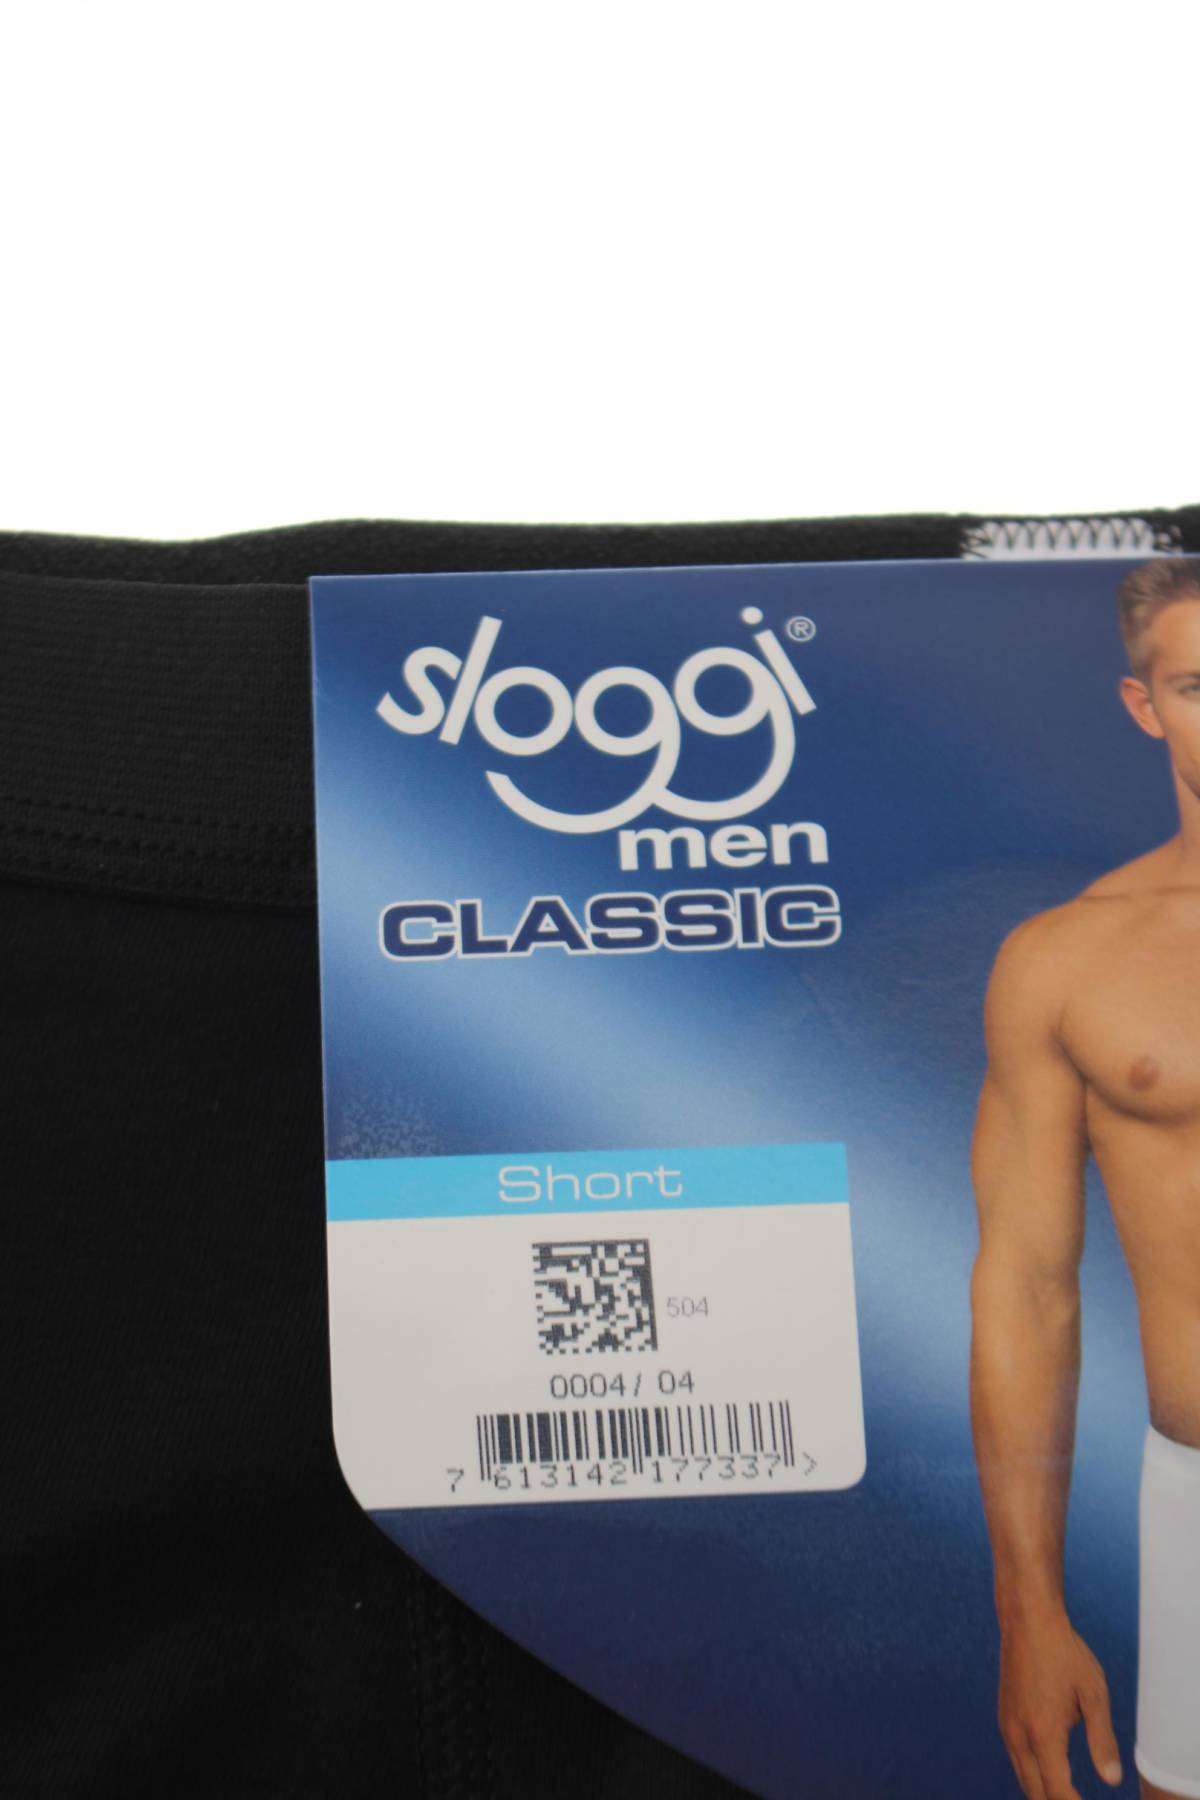 sloggi®
men
CLASSIC
Short
504
0004/ 04
7 613142 177337 >